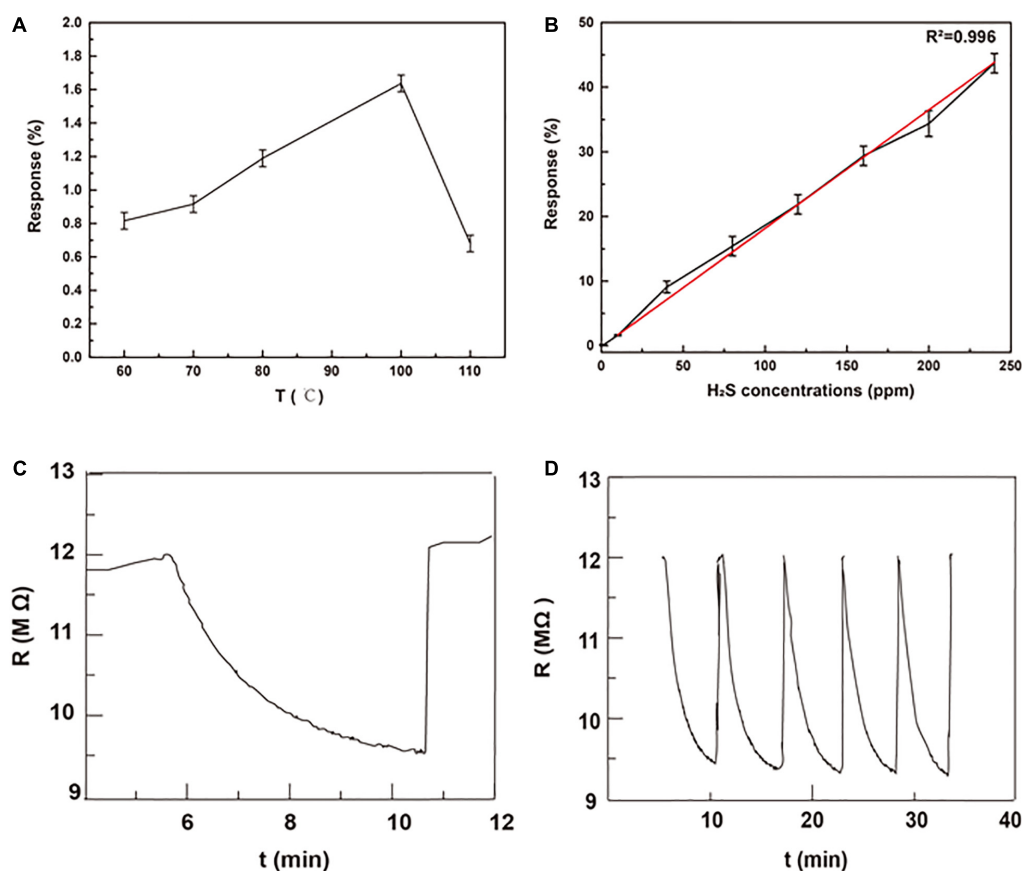 A
2.0
1.8
1.6
1.4
1.2
1.0
0.8
0.6
0.4
0.2
0.0
Response (%)
60 70 80 90 100 110
T ( ℃)
B
R²=0.996
50
40
30
20
10
0
Response (%)
0 50 100 150 200 250
H₂S concentrations (ppm)
C
13
12
11
10
9
R (M Ω)
6 8 10 12
t (min)
D
13
12
11
10
9
R (MΩ )
10 20 30 40
t (min)